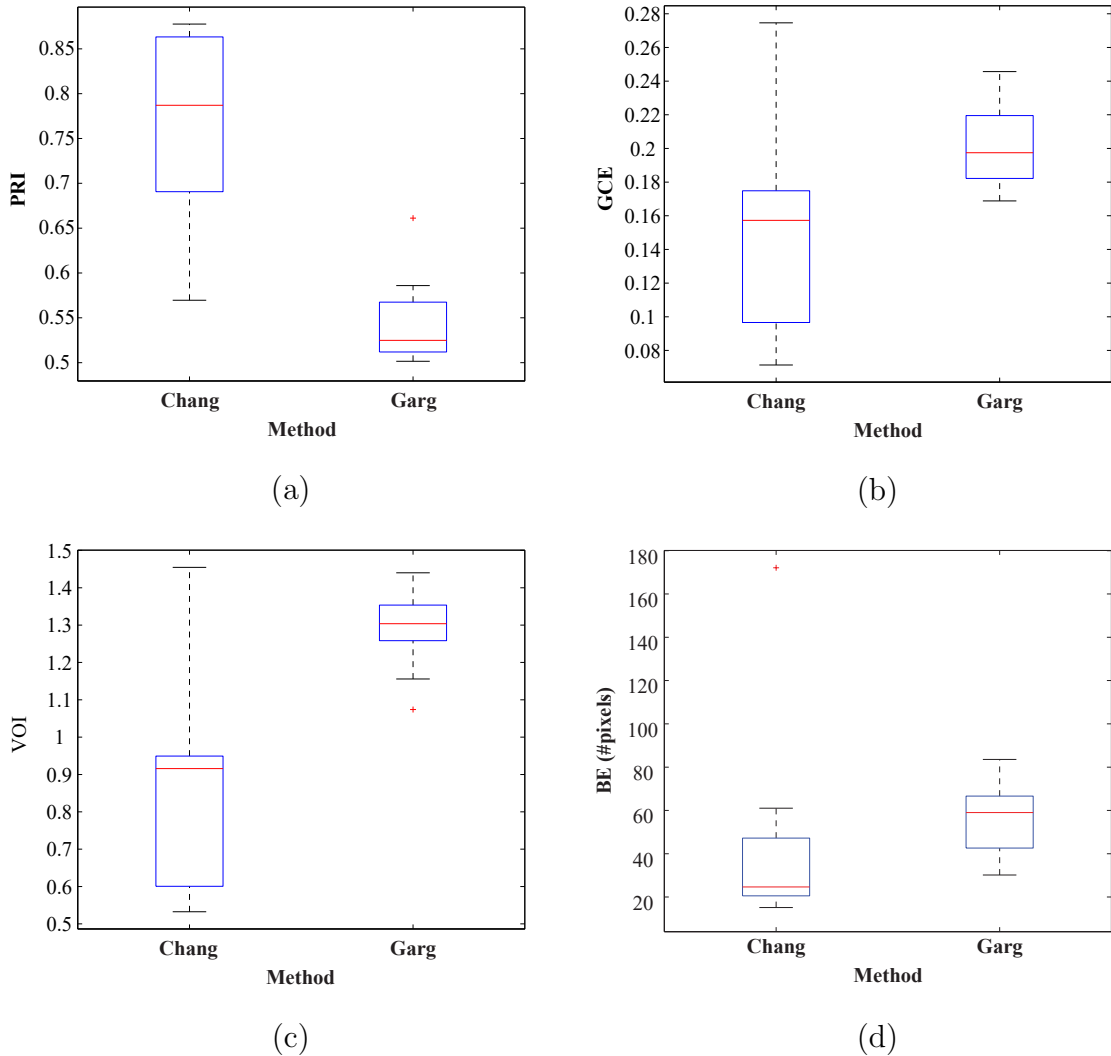 PRI
0.85
0.8
0.75
0.7
0.65
0.6
0.55
0.5
Chang Garg
Method
(a)
GCE
0.28
0.26
0.24
0.22
0.2
0.18
0.16
0.14
0.12
0.1
0.08
Chang Garg
Method
(b)
VOI
1.5
1.4
1.3
1.2
1.1
1
0.9
0.8
0.7
0.6
0.5
Chang Garg
Method
(c)
BE (#pixels)
180
160
140
120
100
80
60
40
20
Chang Garg
Method
(d)